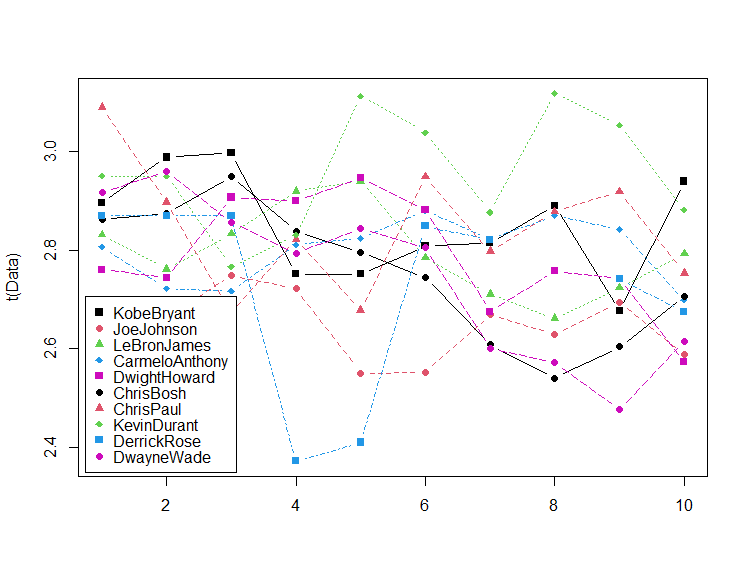 t(Data)
3.0
2.8
2.6
2.4
KobeBryant
JoeJohnson
LeBronJames
CarmeloAnthony
DwightHoward
ChrisBosh
ChrisPaul
KevinDurant
DerrickRose
DwayneWade
2 4 6 8 10